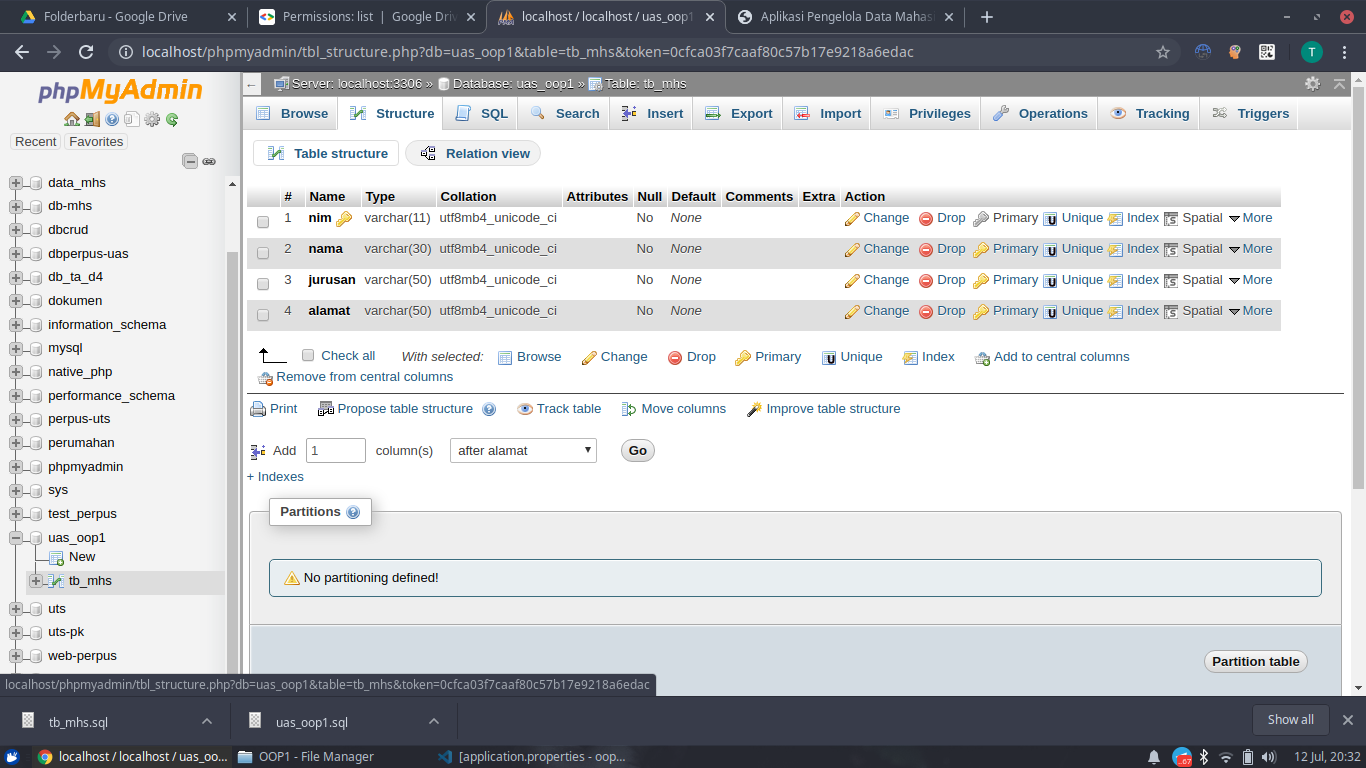 Folderbaru - Google Drive
Permissions: list | Google Driv
localhost / localhost / uas_oop1
Aplikasi Pengelola Data Mahas
localhost/phpmyadmin/tbl_structure.php?db=uas_oop1&table=tb_mhs&token=0cfca03f7caaf80c57b17e9218a6edac
T
phpMyAdmin
Recent Favorites
data_mhs
db-mhs
dbcrud
dbperpus-uas
db_ta_d4
dokumen
information_schema
mysql
native_php
performance_schema
perpus-uts
perumahan
phpmyadmin
sys
test_perpus
uas_oop1
New
tb_mhs
uts
uts-pk
web-perpus
Server: localhost:3306 » Database: uas_oop1 » Table: tb_mhs
Browse Structure SQL Search Insert Export Import Privileges Operations Tracking Triggers
Table structure Relation view
# Name Type Collation Attributes Null Default Comments Extra Action
1 nim varchar(11) utf8mb4_unicode_ci No None Change Drop Primary Unique Index Spatial More
2 nama varchar(30) utf8mb4_unicode_ci No None Change Drop Primary Unique Index Spatial More
3 jurusan varchar(50) utf8mb4_unicode_ci No None Change Drop Primary Unique Index Spatial More
4 alamat varchar(50) utf8mb4_unicode_ci No None Change Drop Primary Unique Index Spatial More
Check all With selected: Browse Change Drop Primary Unique Index Add to central columns
Remove from central columns
Print Propose table structure Track table Move columns Improve table structure
Add 1 column(s) after alamat Go
+ Indexes
Partitions
No partitioning defined!
Partition table
localhost/phpmyadmin/tbl_structure.php?db=uas_oop1&table=tb_mhs&token=0cfca03f7caaf80c57b17e9218a6edac
tb_mhs.sql
uas_oop1.sql
Show all
localhost / localhost / uas_oo...
OOP1 - File Manager
[application.properties - oop...
67
12 Jul, 20:32